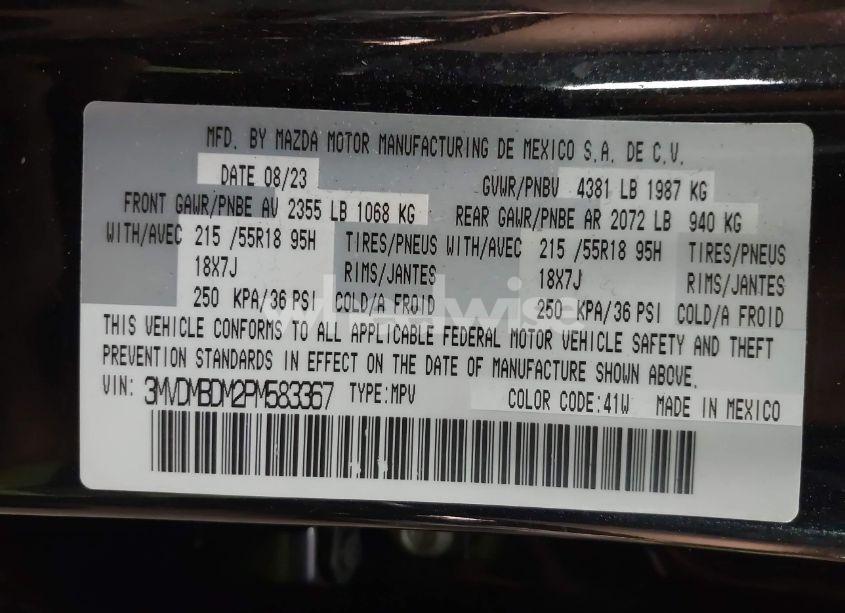 MFD. BY MAZDA MOTOR MANUFACTURING DE MEXICO S.A. DE C.V.
DATE 08/23 GVWR/PNBV 4381 LB 1987 KG
FRONT GAWR/PNBE AV 2355 LB 1068 KG REAR GAWR/PNBE AR 2072 LB 940 KG
WITH/AVEC 215 /55R18 95H TIRES/PNEUS WITH/AVEC 215 /55R18 95H TIRES/PNEUS
18X7J RIMS/JANTES 18X7J RIMS/JANTES
250 KPA/36 PSI COLD/A FROID 250 KPA/36 PSI COLD/A FROID
THIS VEHICLE CONFORMS TO ALL APPLICABLE FEDERAL MOTOR VEHICLE SAFETY AND THEFT
PREVENTION STANDARDS IN EFFECT ON THE DATE OF MANUFACTURE SHOWN ABOVE.
VIN: 3MVDMBDM2PM583367 TYPE:MPV COLOR CODE:41W MADE IN MEXICO